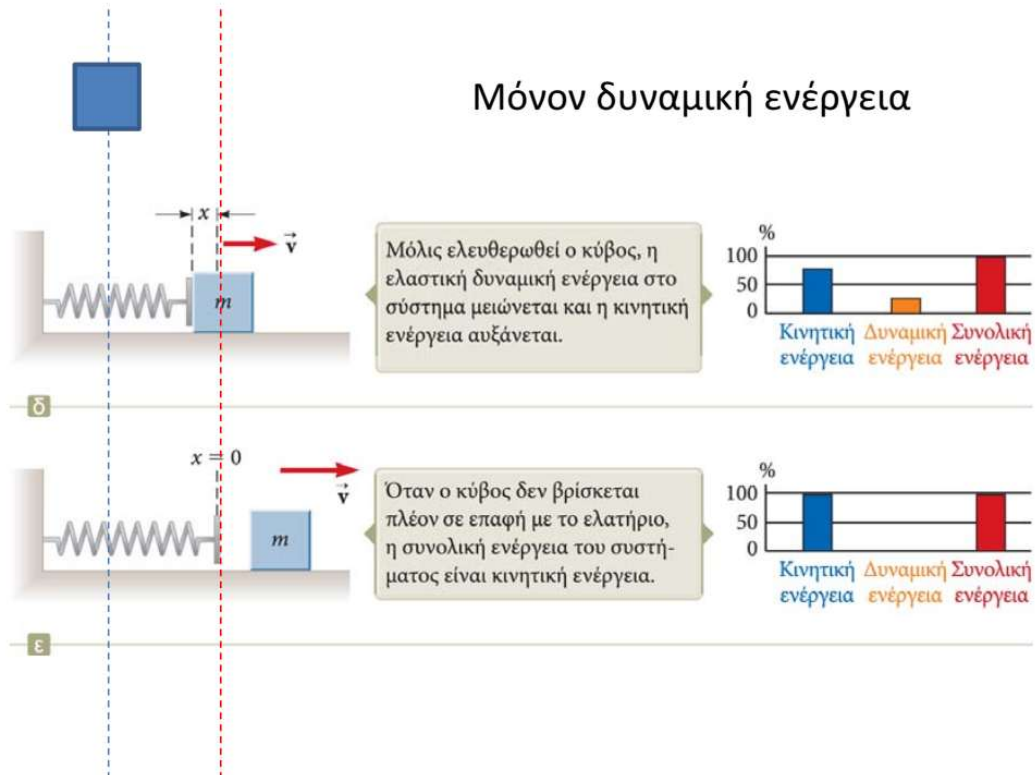 Μόνον δυναμική ενέργεια
x
v
m
Μόλις ελευθερωθεί ο κύβος, η
ελαστική δυναμική ενέργεια στο
σύστημα μειώνεται και η κινητική
ενέργεια αυξάνεται.
%
100
50
0
Κινητική Δυναμική Συνολική
ενέργεια ενέργεια ενέργεια
δ
x = 0
v
m
Όταν ο κύβος δεν βρίσκεται
πλέον σε επαφή με το ελατήριο,
η συνολική ενέργεια του συστή-
ματος είναι κινητική ενέργεια.
%
100
50
0
Κινητική Δυναμική Συνολική
ενέργεια ενέργεια ενέργεια
ε